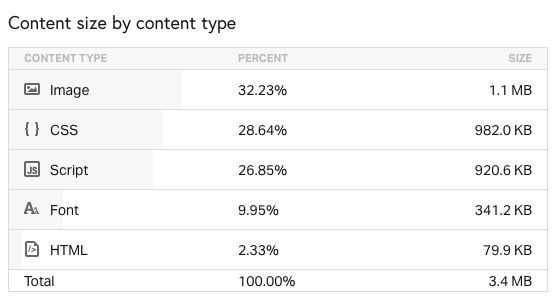 Content size by content type
CONTENT TYPE PERCENT SIZE
Image 32.23% 1.1 MB
{ } CSS 28.64% 982.0 KB
JS Script 26.85% 920.6 KB
AA Font 9.95% 341.2 KB
</> HTML 2.33% 79.9 KB
Total 100.00% 3.4 MB